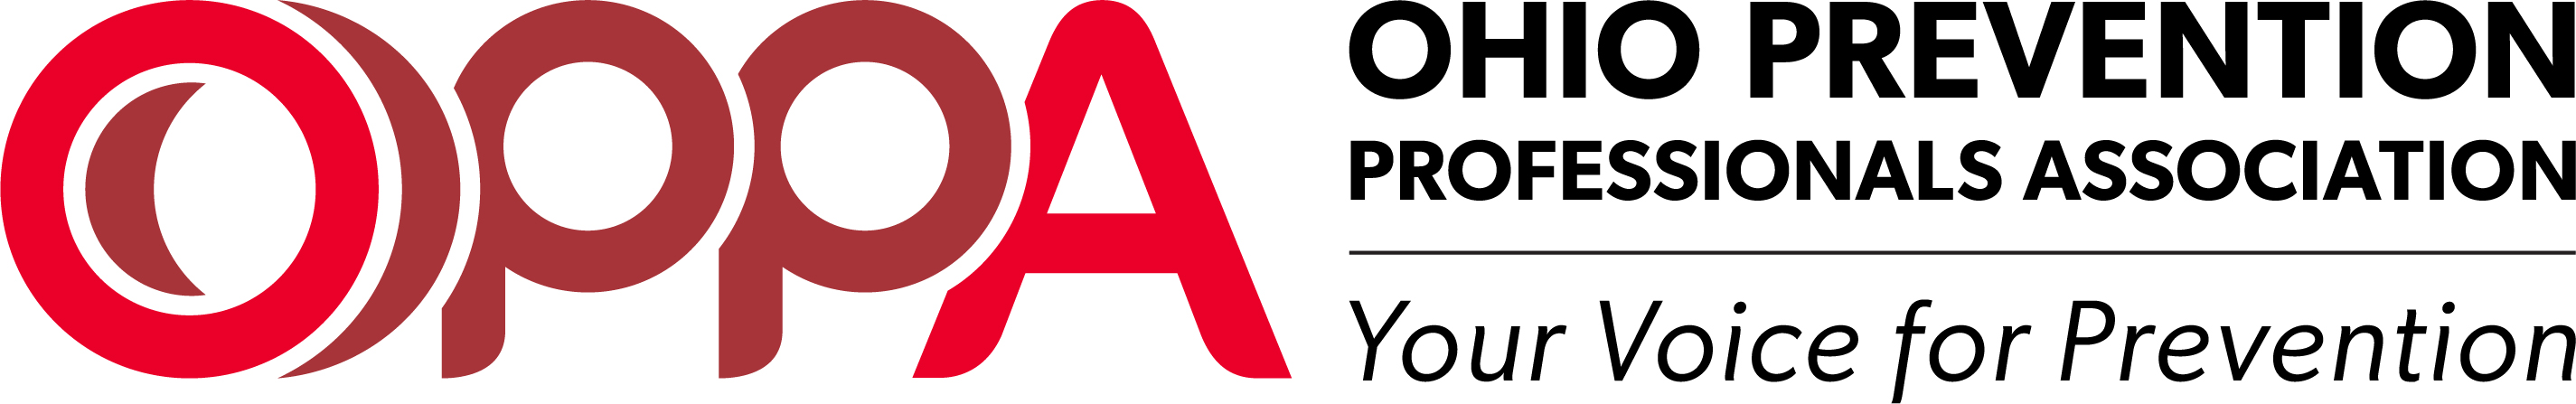 OPPA
OHIO PREVENTION
PROFESSIONALS ASSOCIATION
Your Voice for Prevention